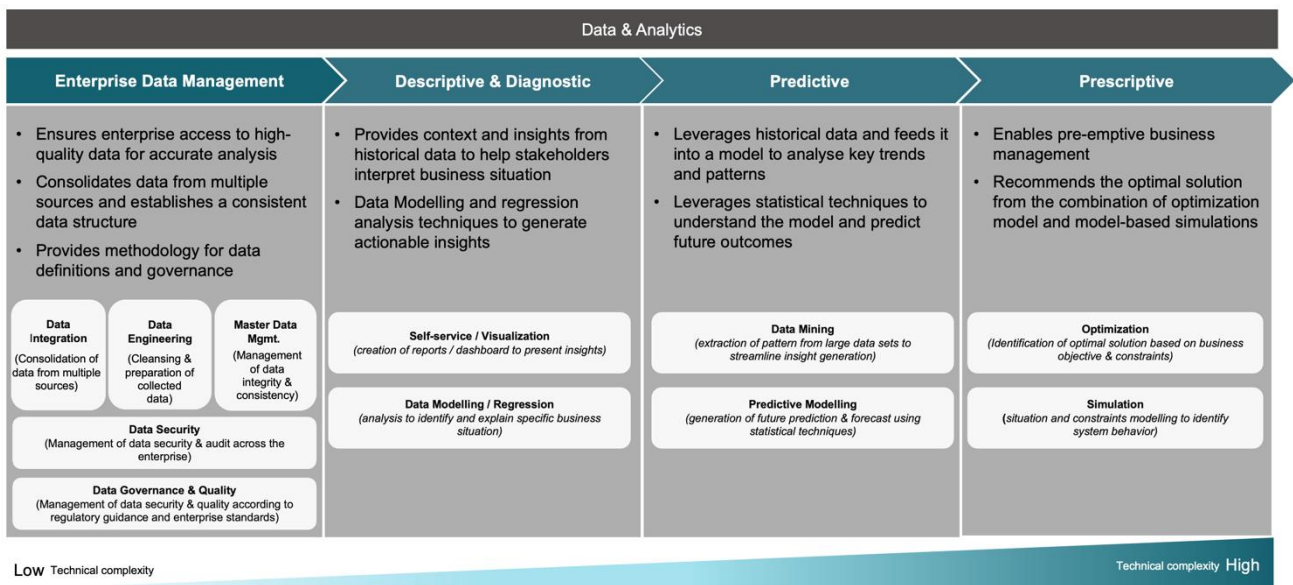 Data & Analytics
Enterprise Data Management
• Ensures enterprise access to high-
quality data for accurate analysis
• Consolidates data from multiple
sources and establishes a consistent
data structure
• Provides methodology for data
definitions and governance
Data
Integration
(Consolidation of
data from multiple
sources)
Data
Engineering
(Cleansing &
preparation of
collected
data)
Master Data
Mgmt.
(Management
of data
integrity &
consistency)
Data Security
(Management of data security & audit across the
enterprise)
Data Governance & Quality
(Management of data security & quality according to
regulatory guidance and enterprise standards)
Descriptive & Diagnostic
• Provides context and insights from
historical data to help stakeholders
interpret business situation
• Data Modelling and regression
analysis techniques to generate
actionable insights
Self-service / Visualization
(creation of reports / dashboard to present insights)
Data Modelling / Regression
(analysis to identify and explain specific business
situation)
Predictive
• Leverages historical data and feeds it
into a model to analyse key trends
and patterns
• Leverages statistical techniques to
understand the model and predict
future outcomes
Data Mining
(extraction of pattern from large data sets to
streamline insight generation)
Predictive Modelling
(generation of future prediction & forecast using
statistical techniques)
Prescriptive
• Enables pre-emptive business
management
• Recommends the optimal solution
from the combination of optimization
model and model-based simulations
Optimization
(Identification of optimal solution based on business
objective & constraints)
Simulation
(situation and constraints modelling to identify
system behavior)
Low Technical complexity
Technical complexity High